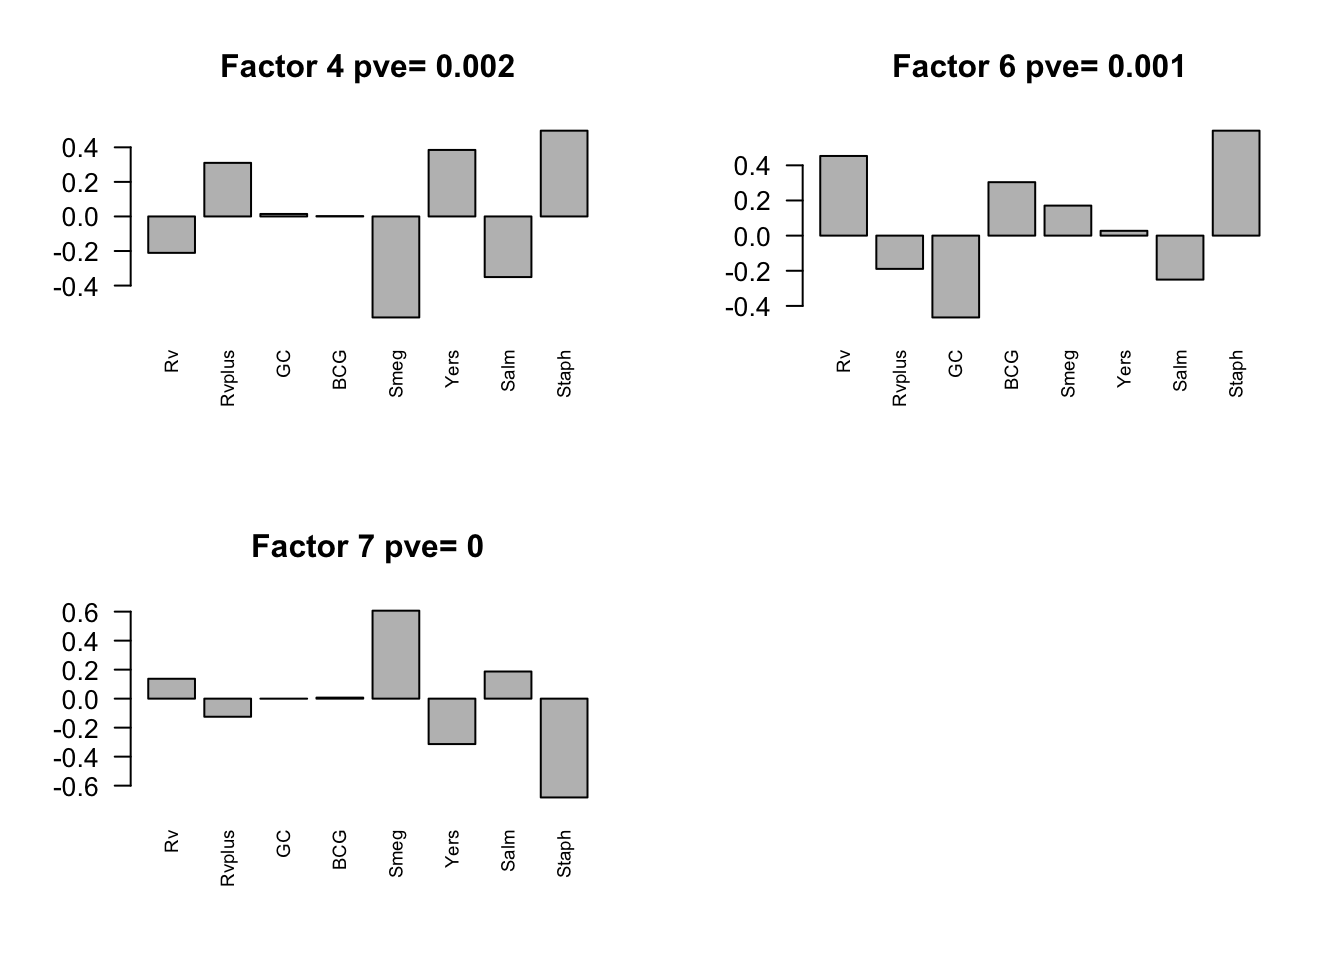 Factor 4 pve= 0.002
0.4
0.2
0.0
-0.2
-0.4
Rv
Rvplus
GC
BCG
Smeg
Yers
Salm
Staph
Factor 6 pve= 0.001
0.4
0.2
0.0
-0.2
-0.4
Rv
Rvplus
GC
BCG
Smeg
Yers
Salm
Staph
Factor 7 pve= 0
0.6
0.4
0.2
0.0
-0.2
-0.4
-0.6
Rv
Rvplus
GC
BCG
Smeg
Yers
Salm
Staph